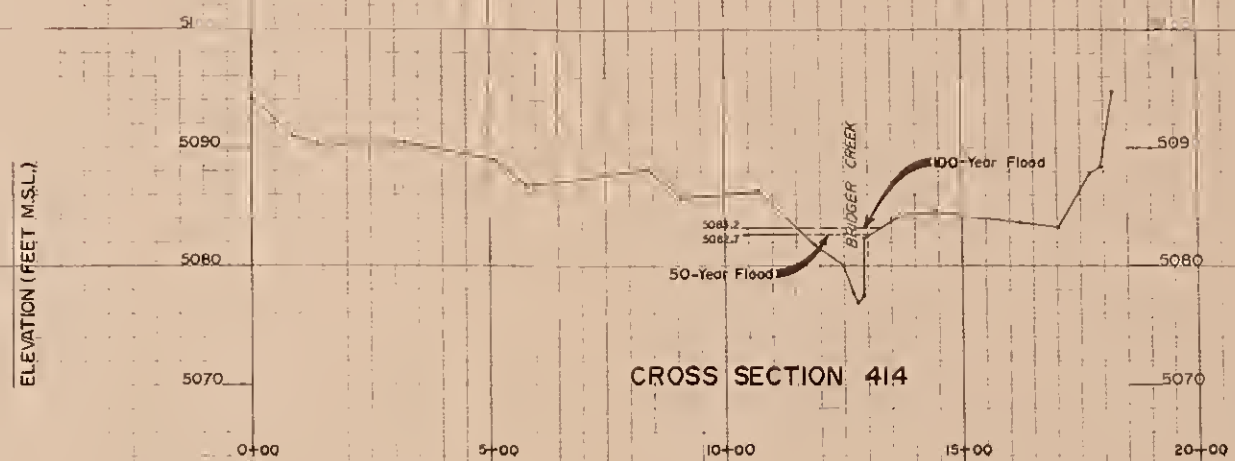 5090
5080
5070
ELEVATION (FEET M.S.L.)
BRIDGER CREEK
100-Year Flood
5083.2
5082.7
50-Year Flood
509
5080
5070
CROSS SECTION 414
0+00
5+00
10+00
15+00
20+00